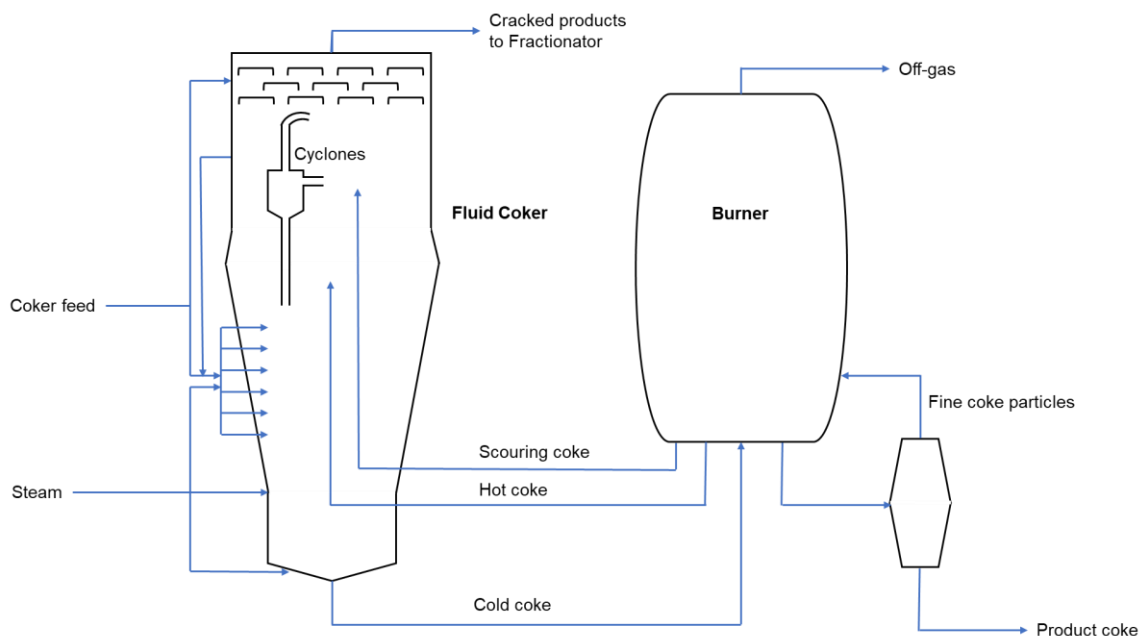 Cracked products
to Fractionator
Off-gas
Cyclones
Fluid Coker
Burner
Coker feed
Fine coke particles
Scouring coke
Steam
Hot coke
Cold coke
Product coke